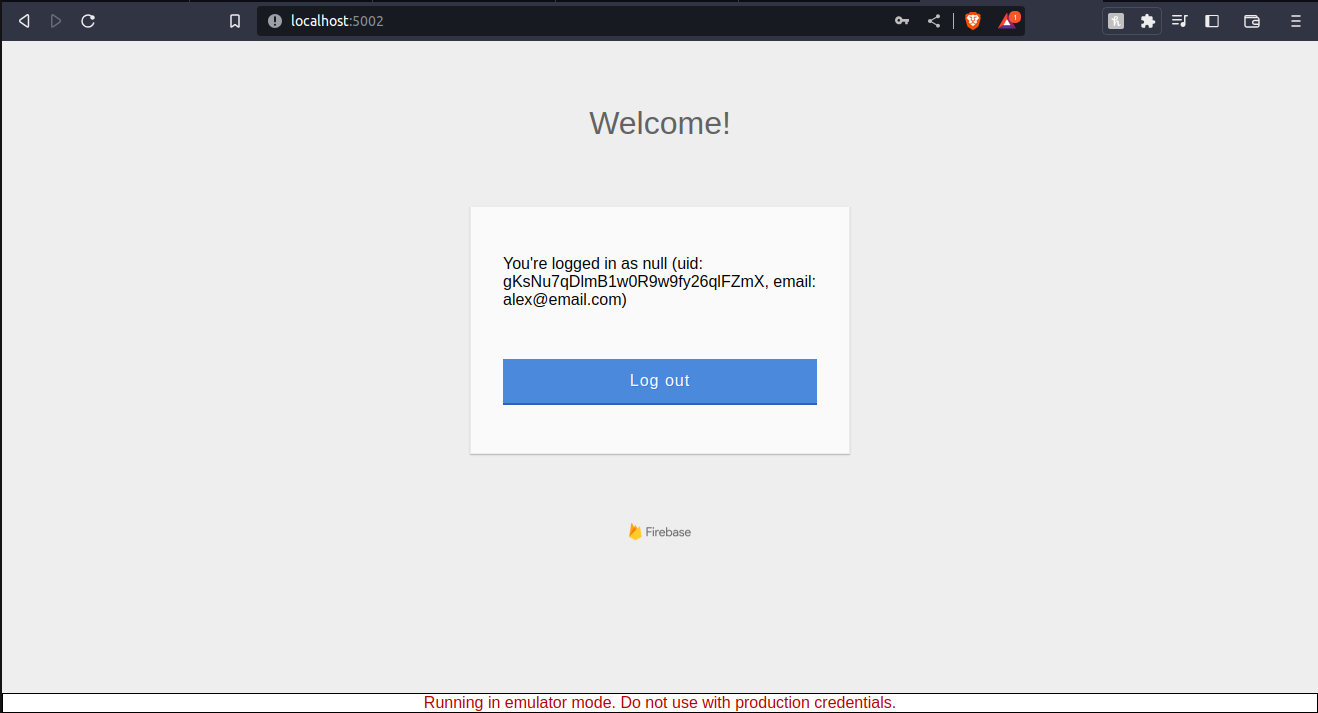 localhost:5002
1
Welcome!
You're logged in as null (uid:
gKsNu7qDlmB1w0R9w9fy26qlFZmX, email:
alex@email.com)
Log out
Firebase
Running in emulator mode. Do not use with production credentials.